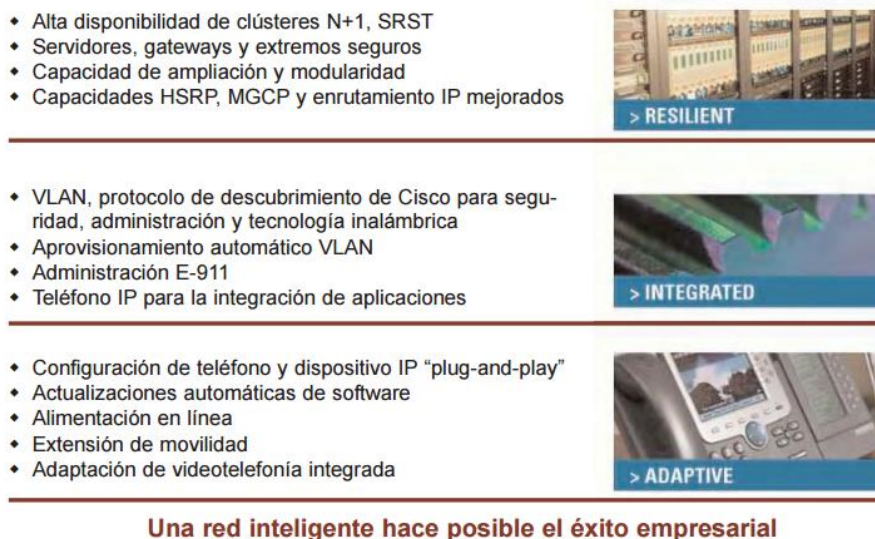 ◆ Alta disponibilidad de clústeres N+1, SRST
◆ Servidores, gateways y extremos seguros
◆ Capacidad de ampliación y modularidad
◆ Capacidades HSRP, MGCP y enrutamiento IP mejorados
> RESILIENT
◆ VLAN, protocolo de descubrimiento de Cisco para segu-
ridad, administración y tecnología inalámbrica
◆ Aprovisionamiento automático VLAN
◆ Administración E-911
◆ Teléfono IP para la integración de aplicaciones
> INTEGRATED
◆ Configuración de teléfono y dispositivo IP “plug-and-play”
◆ Actualizaciones automáticas de software
◆ Alimentación en línea
◆ Extensión de movilidad
◆ Adaptación de videotelefonía integrada
> ADAPTIVE
Una red inteligente hace posible el éxito empresarial